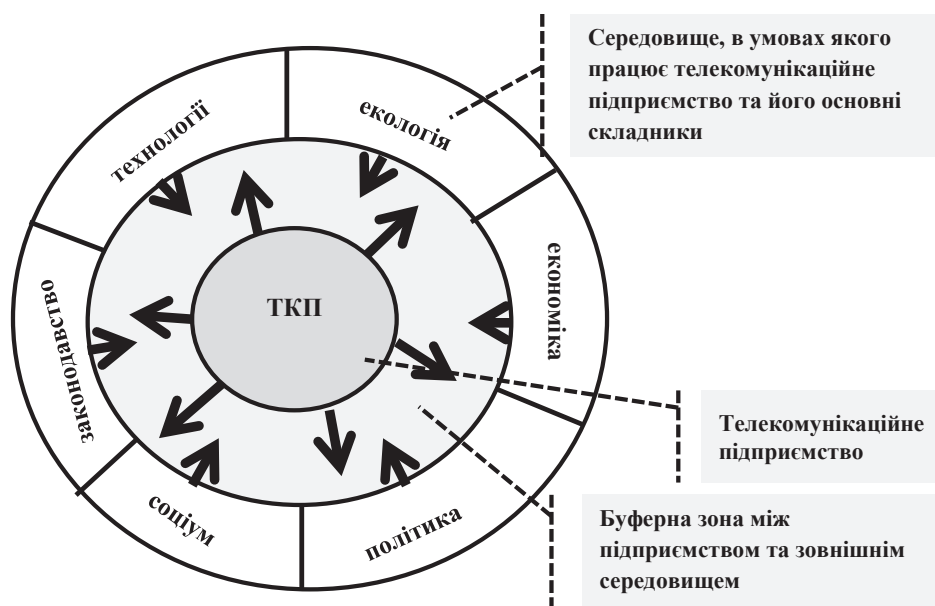 Середовище, в умовах якого
працює телекомунікаційне
підприємство та його основні
складники
технології
екологія
економіка
законодавство
ТКП
соціум
політика
Телекомунікаційне
підприємство
Буферна зона між
підприємством та зовнішнім
середовищем